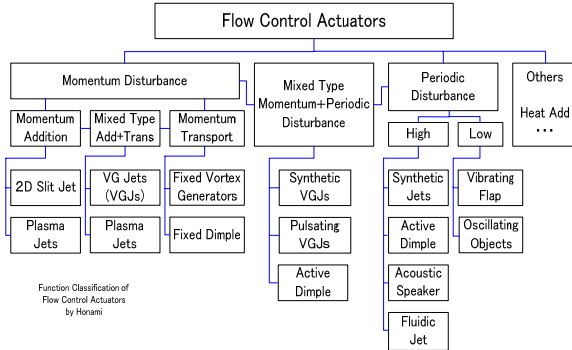 Flow Control Actuators
Momentum Disturbance
Mixed Type
Momentum+Periodic
Disturbance
Periodic
Disturbance
Others
Heat Add
•••
Momentum
Addition
Mixed Type
Add+Trans
Momentum
Transport
High
Low
2D Slit Jet
Plasma
Jets
VG Jets
(VGJs)
Plasma
Jets
Fixed Vortex
Generators
Fixed Dimple
Synthetic
VGJs
Pulsating
VGJs
Active
Dimple
Synthetic
Jets
Active
Dimple
Acoustic
Speaker
Fluidic
Jet
Vibrating
Flap
Oscillating
Objects
Function Classification of
Flow Control Actuators
by Honami